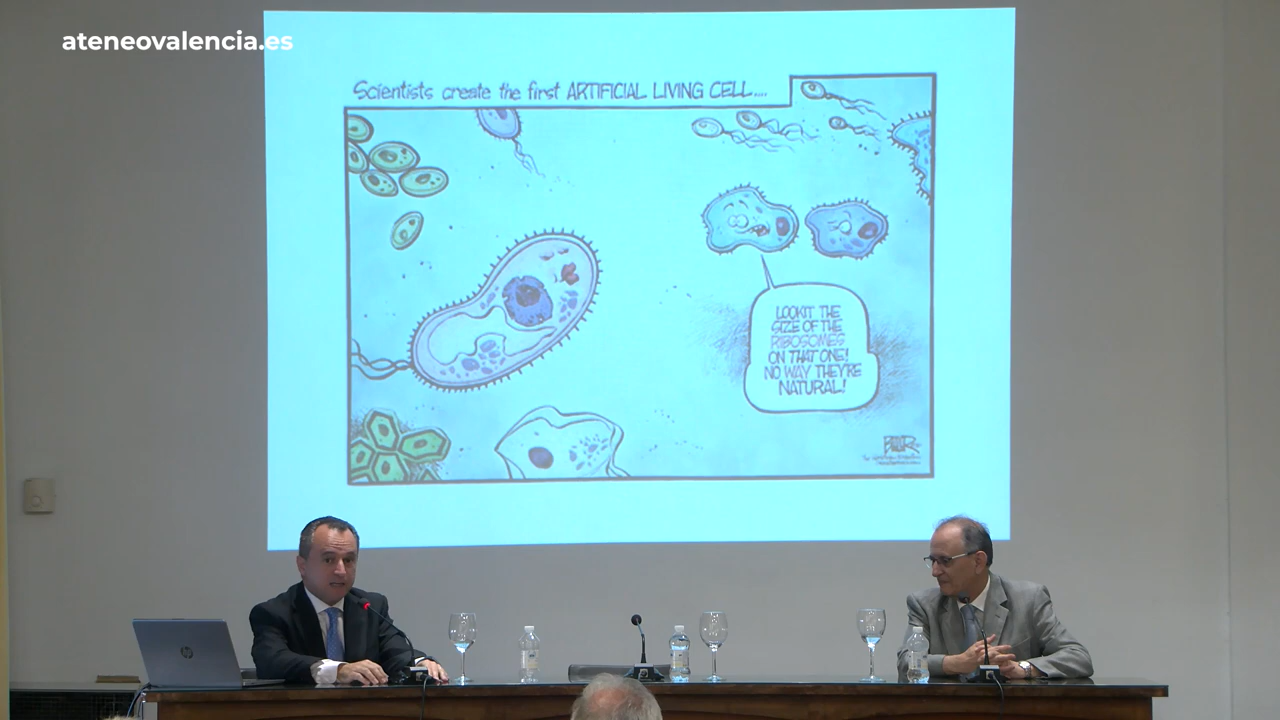 ateneovalencia.es
Scientists create the first ARTIFICIAL LIVING CELL....
LOOKIT THE
SIZE OF THE
RIBOSOMES
ON THAT ONE!
NO WAY THEY'RE
NATURAL!
hp